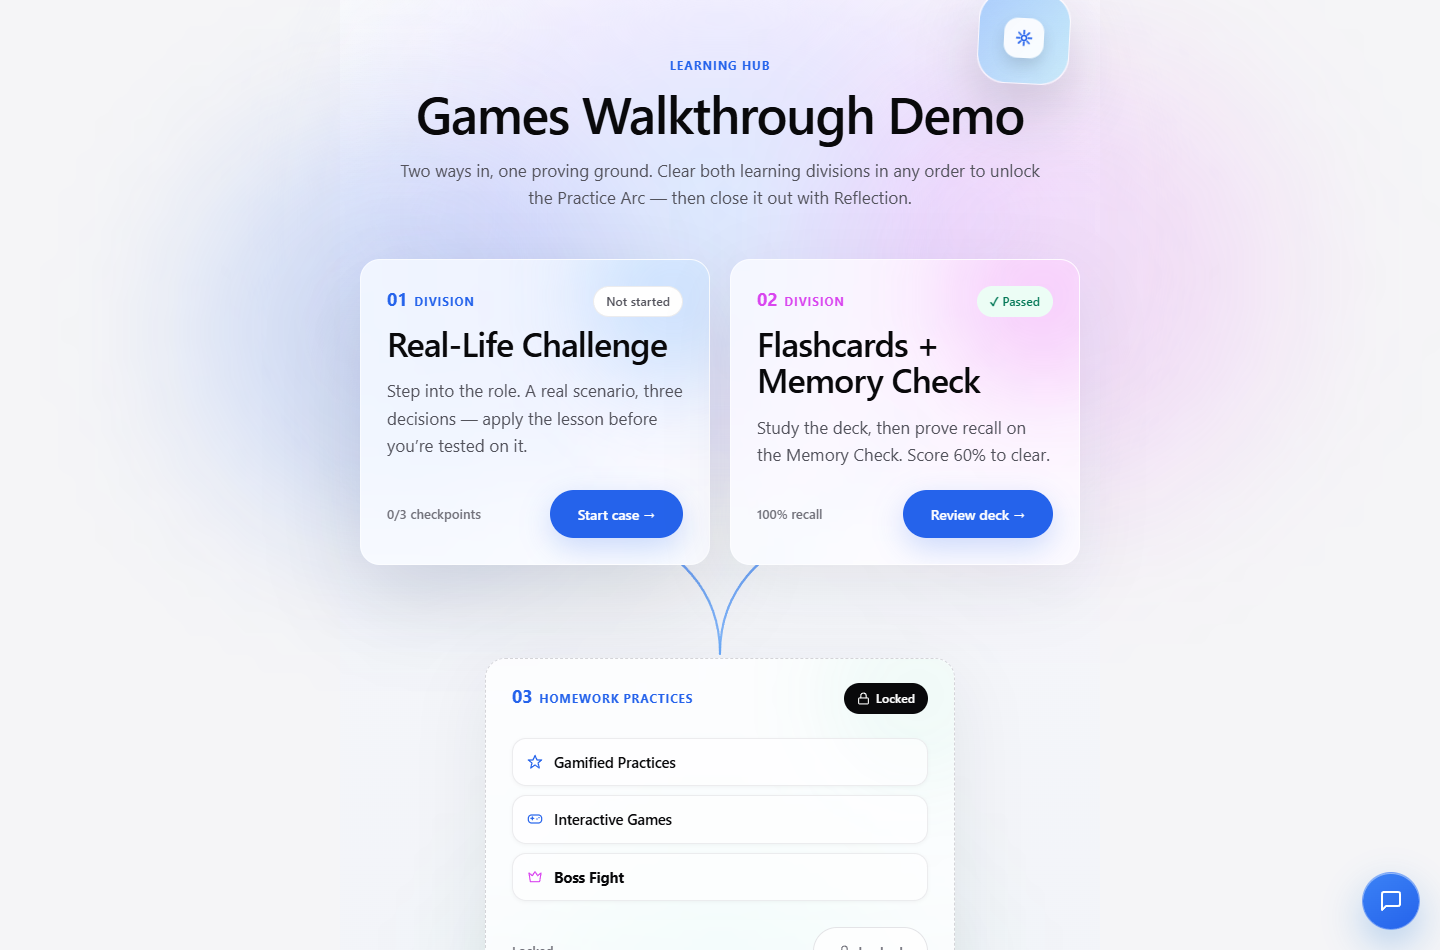 LEARNING HUB
Games Walkthrough Demo
Two ways in, one proving ground. Clear both learning divisions in any order to unlock
the Practice Arc — then close it out with Reflection.
01 DIVISION
Not started
Real-Life Challenge
Step into the role. A real scenario, three
decisions — apply the lesson before
you’re tested on it.
0/3 checkpoints
Start case →
02 DIVISION
✓ Passed
Flashcards +
Memory Check
Study the deck, then prove recall on
the Memory Check. Score 60% to clear.
100% recall
Review deck →
03 HOMEWORK PRACTICES
Locked
Gamified Practices
Interactive Games
Boss Fight
Locked